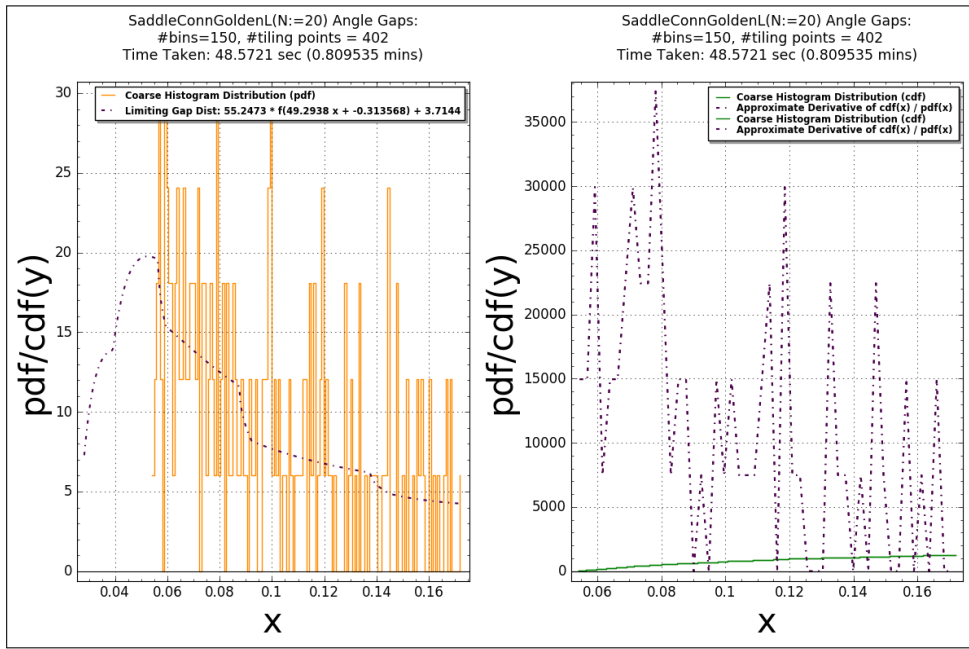 SaddleConnGoldenL(N:=20) Angle Gaps:
#bins=150, #tiling points = 402
Time Taken: 48.5721 sec (0.809535 mins)
30
25
20
15
10
5
0
pdf/cdf(y)
Coarse Histogram Distribution (pdf)
Limiting Gap Dist: 55.2473 * f(49.2938 x + -0.313568) + 3.7144
0.04
0.06
0.08
0.1
0.12
0.14
0.16
x
SaddleConnGoldenL(N:=20) Angle Gaps:
#bins=150, #tiling points = 402
Time Taken: 48.5721 sec (0.809535 mins)
35000
30000
25000
20000
15000
10000
5000
0
pdf/cdf(y)
Coarse Histogram Distribution (cdf)
Approximate Derivative of cdf(x) / pdf(x)
Coarse Histogram Distribution (cdf)
Approximate Derivative of cdf(x) / pdf(x)
0.06
0.08
0.1
0.12
0.14
0.16
x